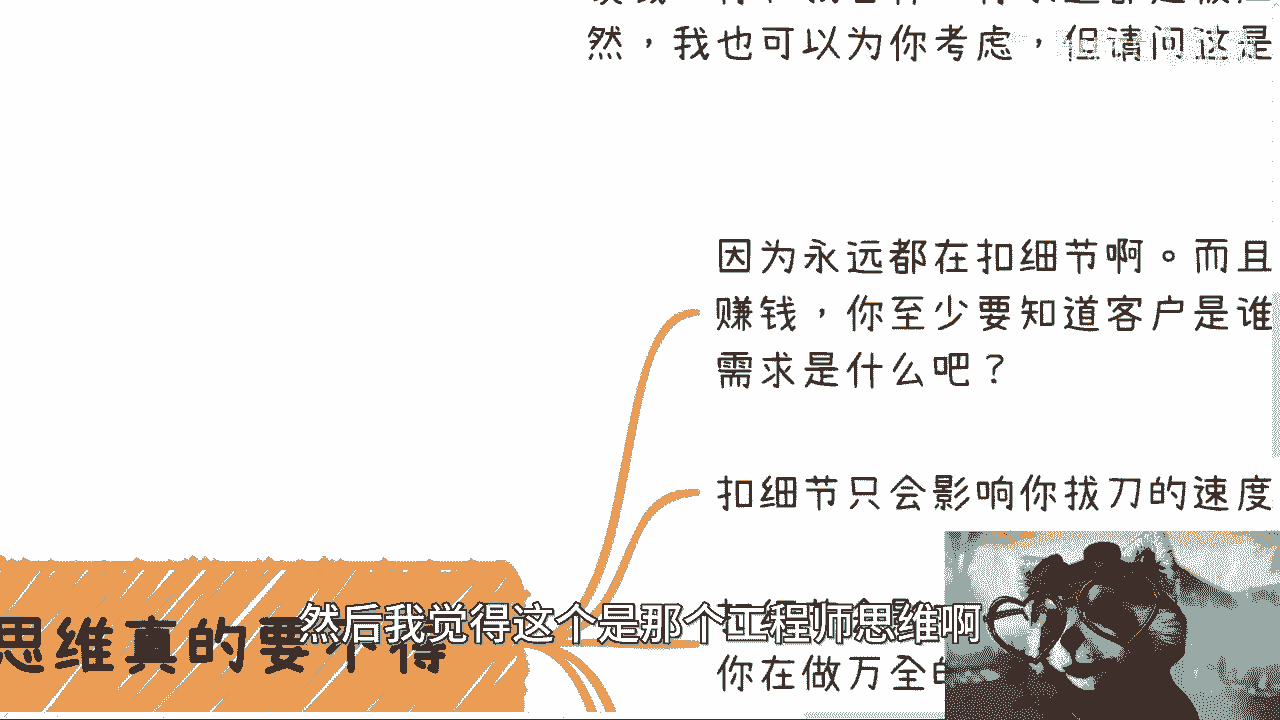 然，我也可以为你考虑，但请问这是
因为永远都在扣细节啊。而且
赚钱，你至少要知道客户是谁
需求是什么吧？
扣细节只会影响你拔刀的速度
思维真的要不得
然后我觉得这个是那个工程师思维啊
你在做万全的